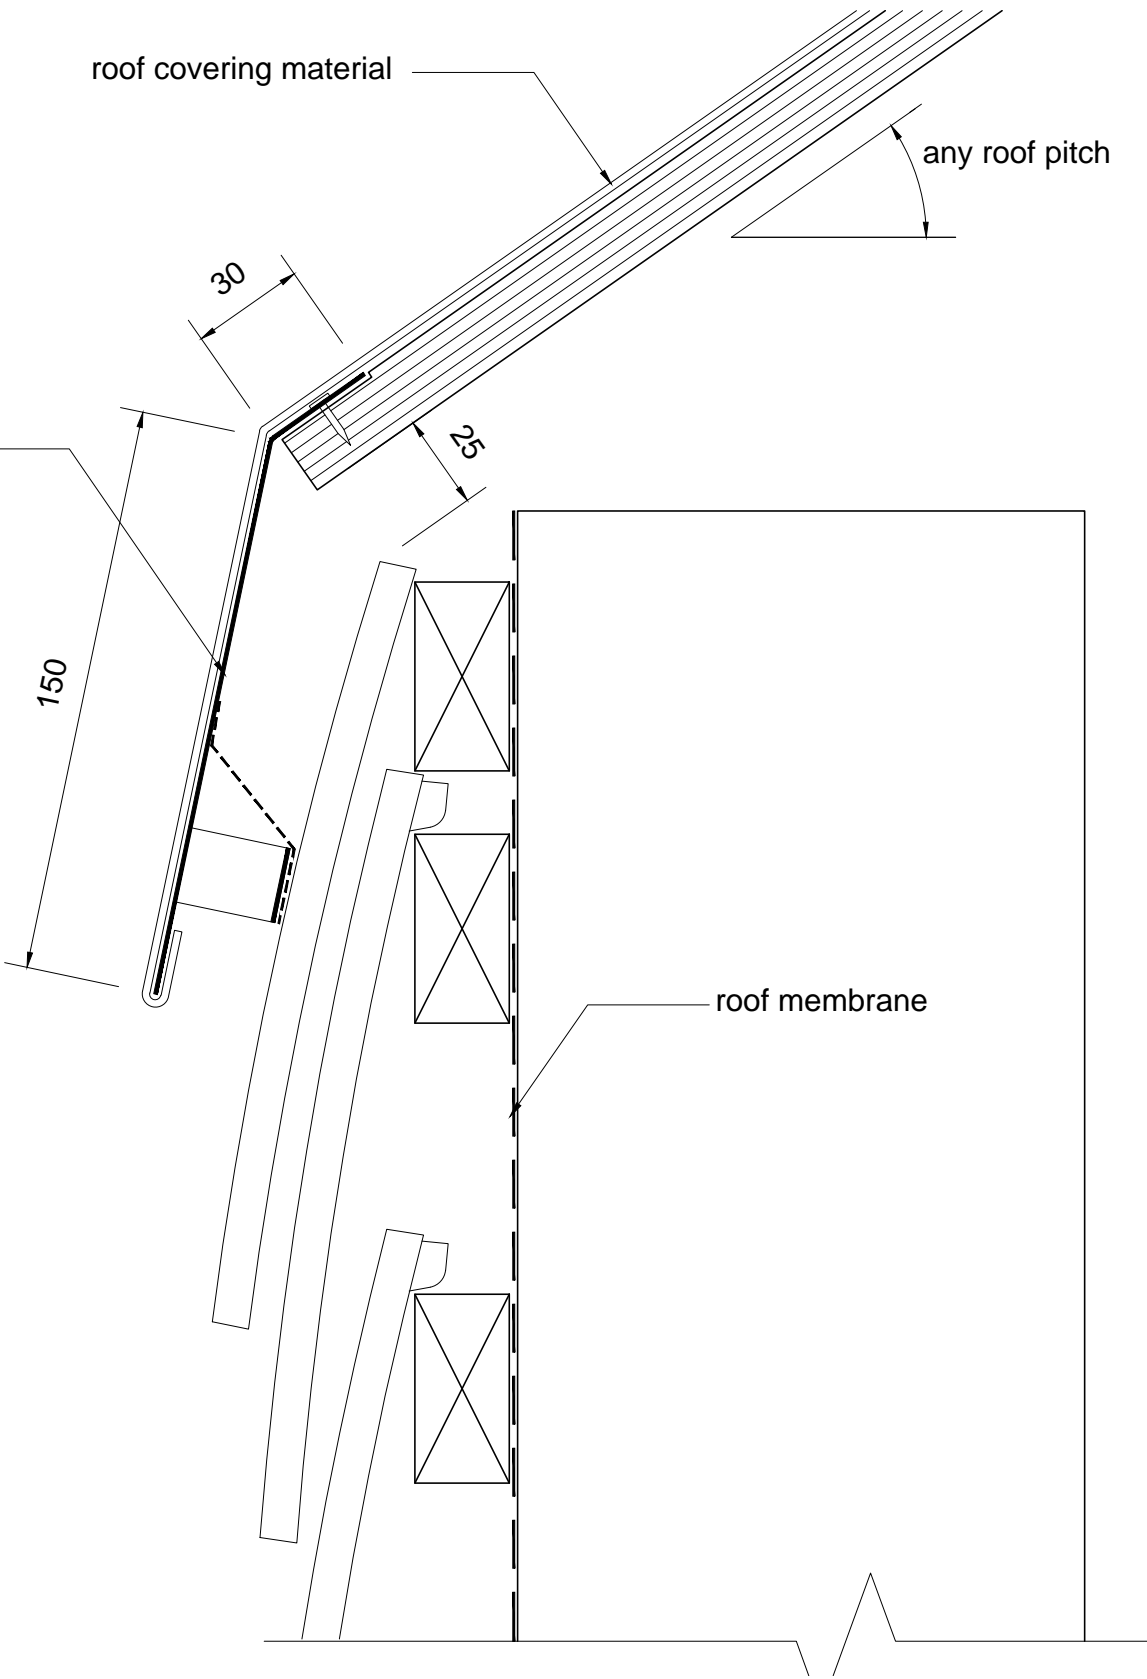 roof covering material
any roof pitch
30
25
150
roof membrane